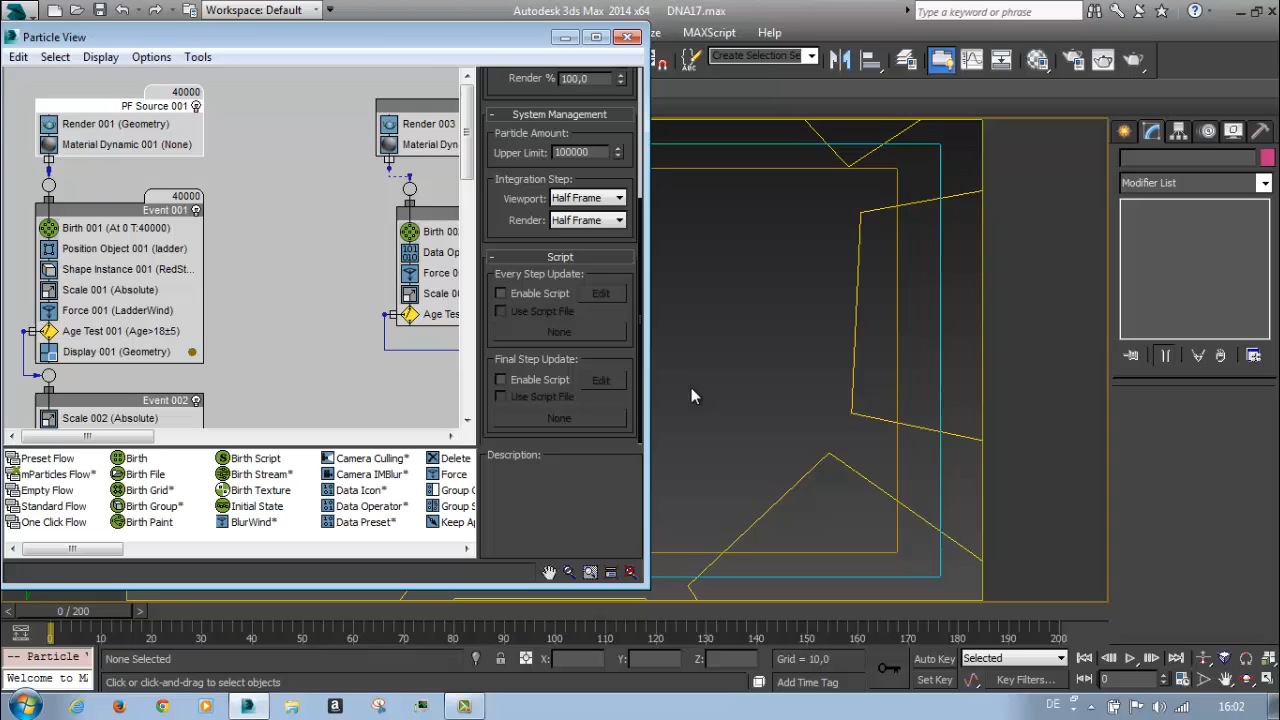 Workspace: Default
Autodesk 3ds Max 2014 x64 DNA17.max
Type a keyword or phrase
Particle View
ze MAXScript Help
Create Selection Se
Edit Select Display Options Tools
40000
PF Source 001
Render 001 (Geometry)
Material Dynamic 001 (None)
40000
Event 001
Birth 001 (At 0 T:40000)
Position Object 001 (ladder)
Shape Instance 001 (RedSt...
Scale 001 (Absolute)
Force 001 (LadderWind)
Age Test 001 (Age>18±5)
Display 001 (Geometry)
Event 002
Scale 002 (Absolute)
Render 003
Material Dyn
Birth 00
Data Op
Force 0
Scale 0
Age Tes
Render % 100,0
System Management
Particle Amount:
Upper Limit: 100000
Integration Step:
Viewport: Half Frame
Render: Half Frame
Script
Every Step Update:
Enable Script Edit
Use Script File
None
Final Step Update:
Enable Script Edit
Use Script File
None
Description:
Modifier List
Preset Flow Birth Birth Script Camera Culling* Delete
mParticles Flow* Birth File Birth Stream* Camera IMBlur* Force
Empty Flow Birth Grid* Birth Texture Data Icon* Group
Standard Flow Birth Group* Initial State Data Operator* Group S
One Click Flow Birth Paint BlurWind* Data Preset* Keep Ap
0 / 200
0 10 20 30 40 50 60 70 80 90 100 110 120 130 140 150 160 170 180 190 200
-- Particle V None Selected X: Y: Z: Grid = 10,0 Auto Key Selected
Welcome to M Click or click-and-drag to select objects Add Time Tag Set Key Key Filters... 0
DE 16:02